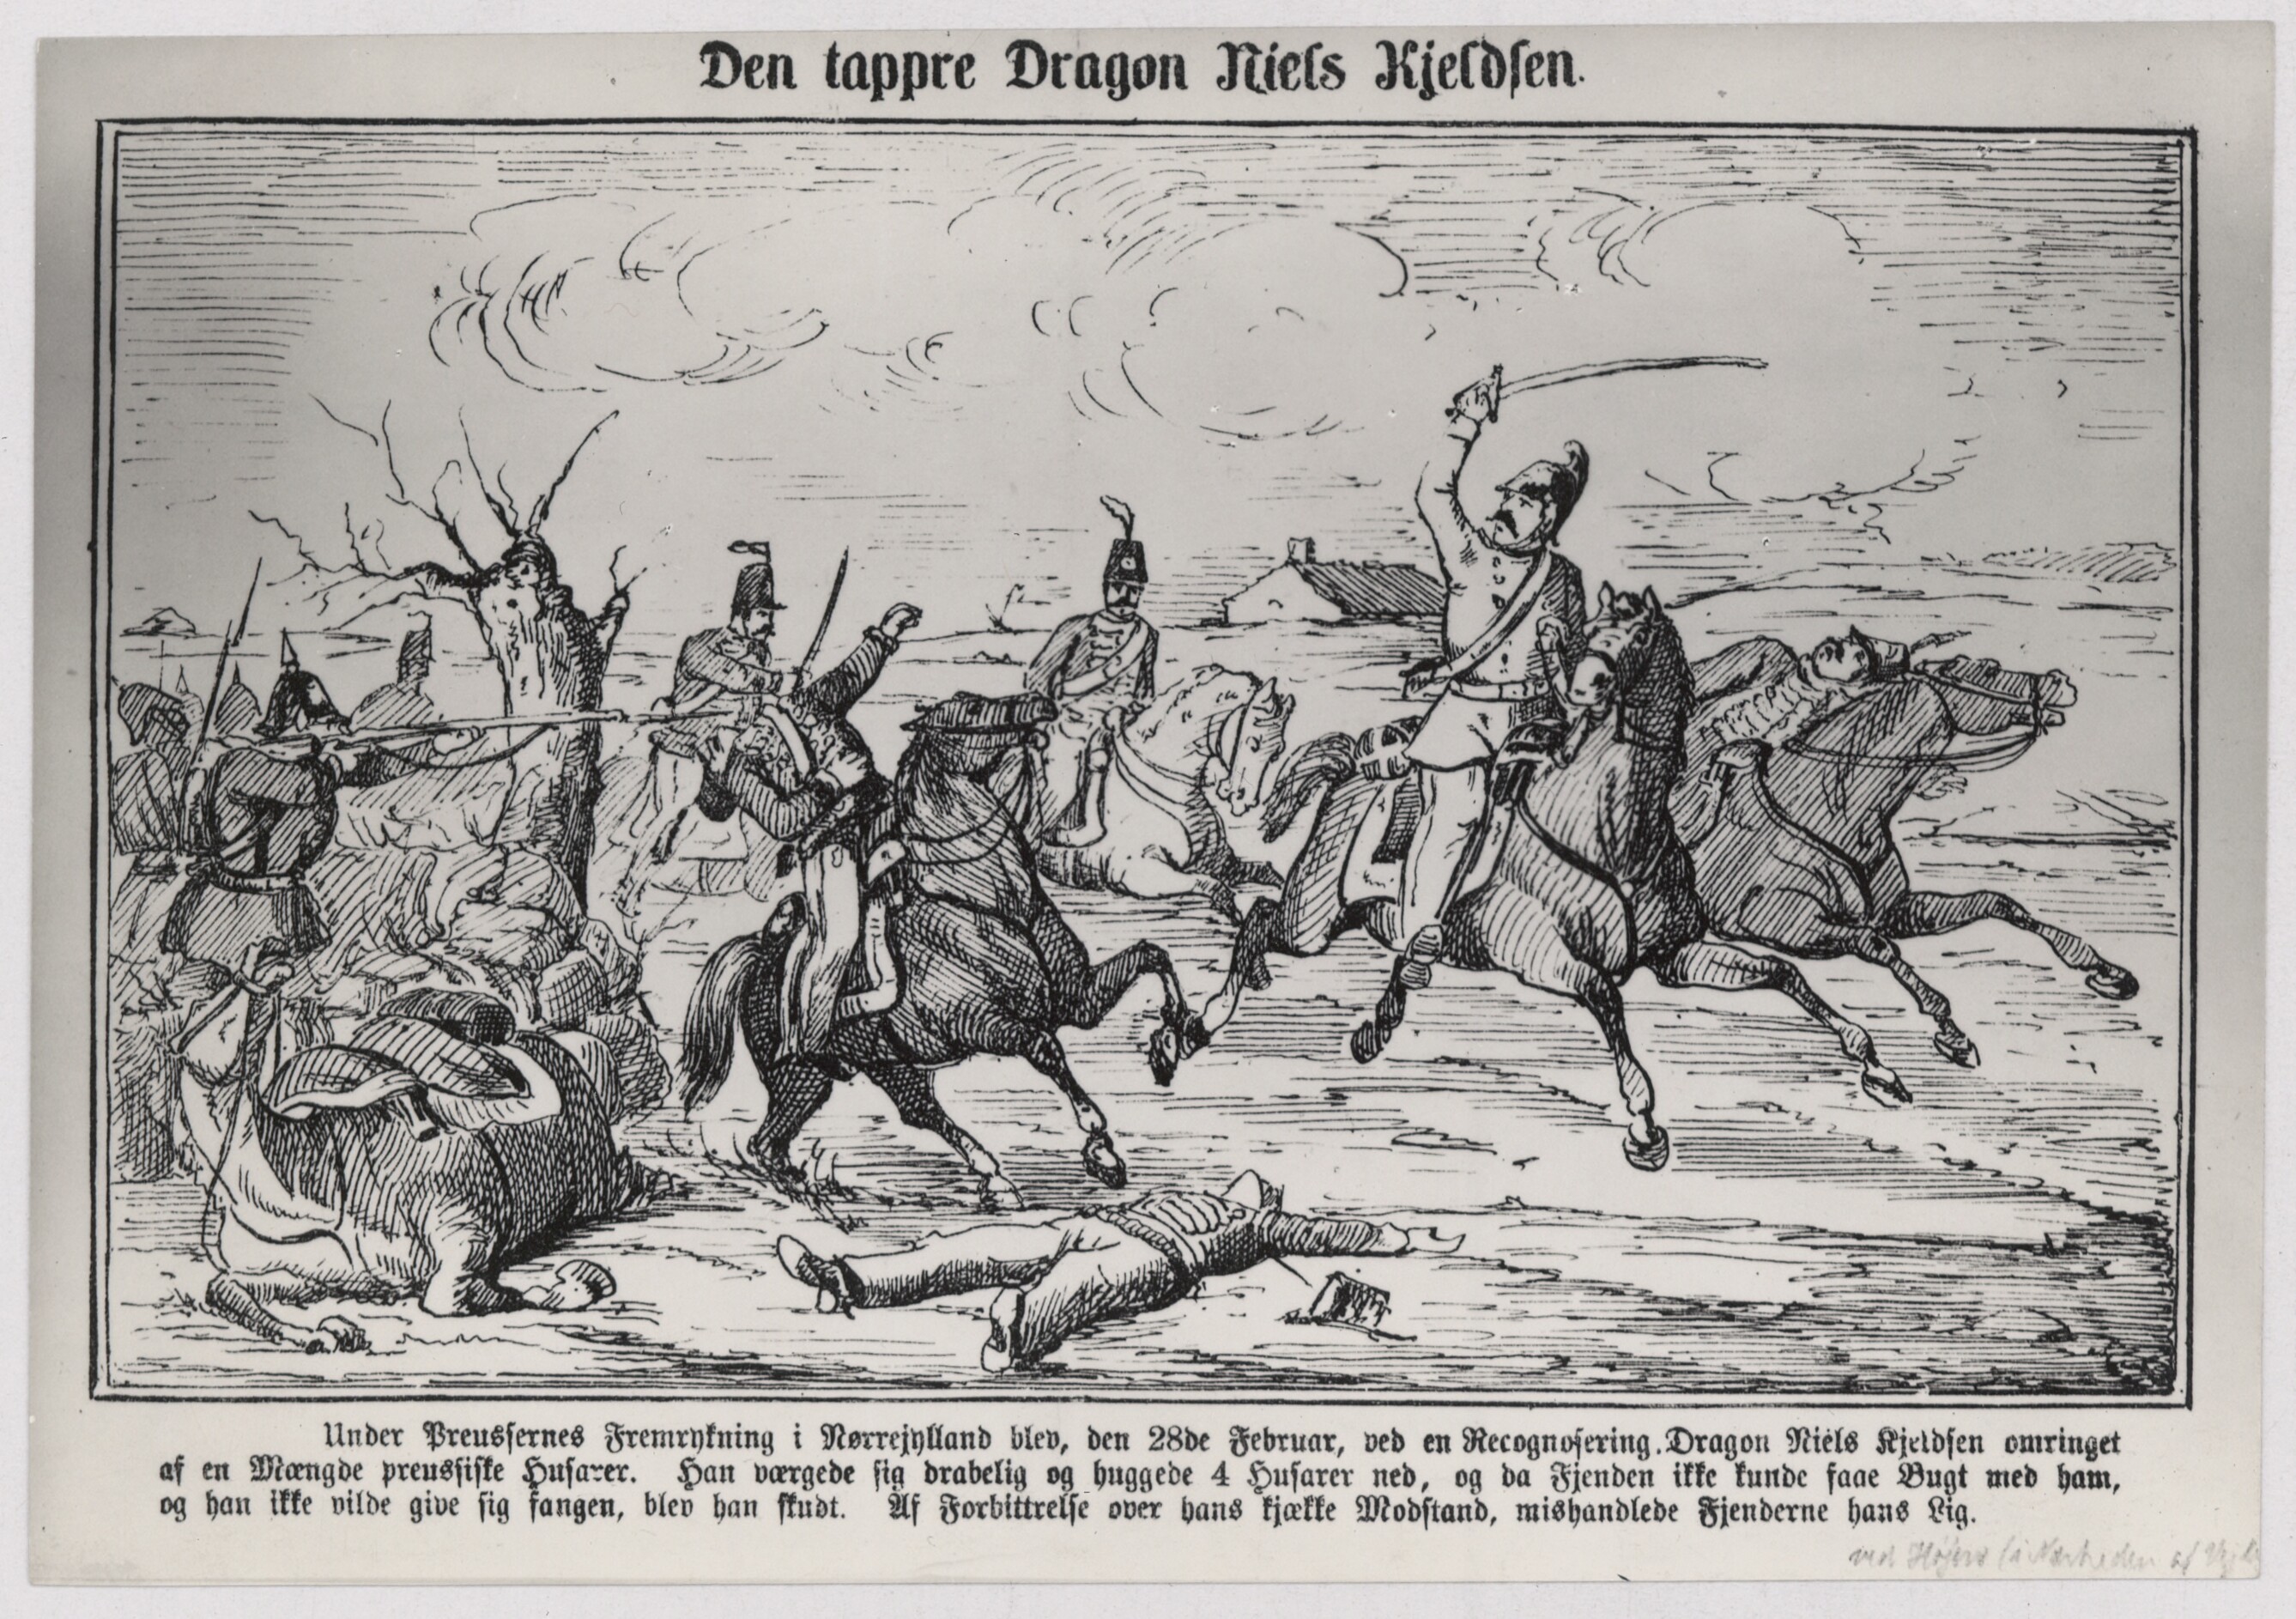 Den tappre Dragon Niels Kjeldsen.
Under Preussernes Fremrykning i Nørrejylland blev, den 28de Februar, ved en Recognosering. Dragon Niels Kjeldsen omringet
af en Mængde preussiske Husarer. Han værgede sig drabelig og huggede 4 Husarer ned, og da Fjenden ikke kunde faae Bugt med ham,
og han ikke vilde give sig fangen, blev han skudt. Af Forbittrelse over hans kjække Modstand, mishandlede Fjenderne hans Lig.
ved Højen i Nærheden af